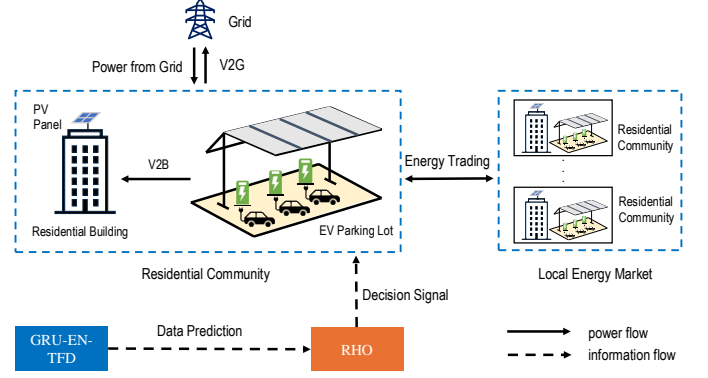 Grid
Power from Grid
V2G
PV
Panel
V2B
Residential Building
EV Parking Lot
Energy Trading
Residential
Community
Residential
Community
Residential Community
Local Energy Market
Decision Signal
Data Prediction
GRU-EN-
TFD
RHO
power flow
information flow